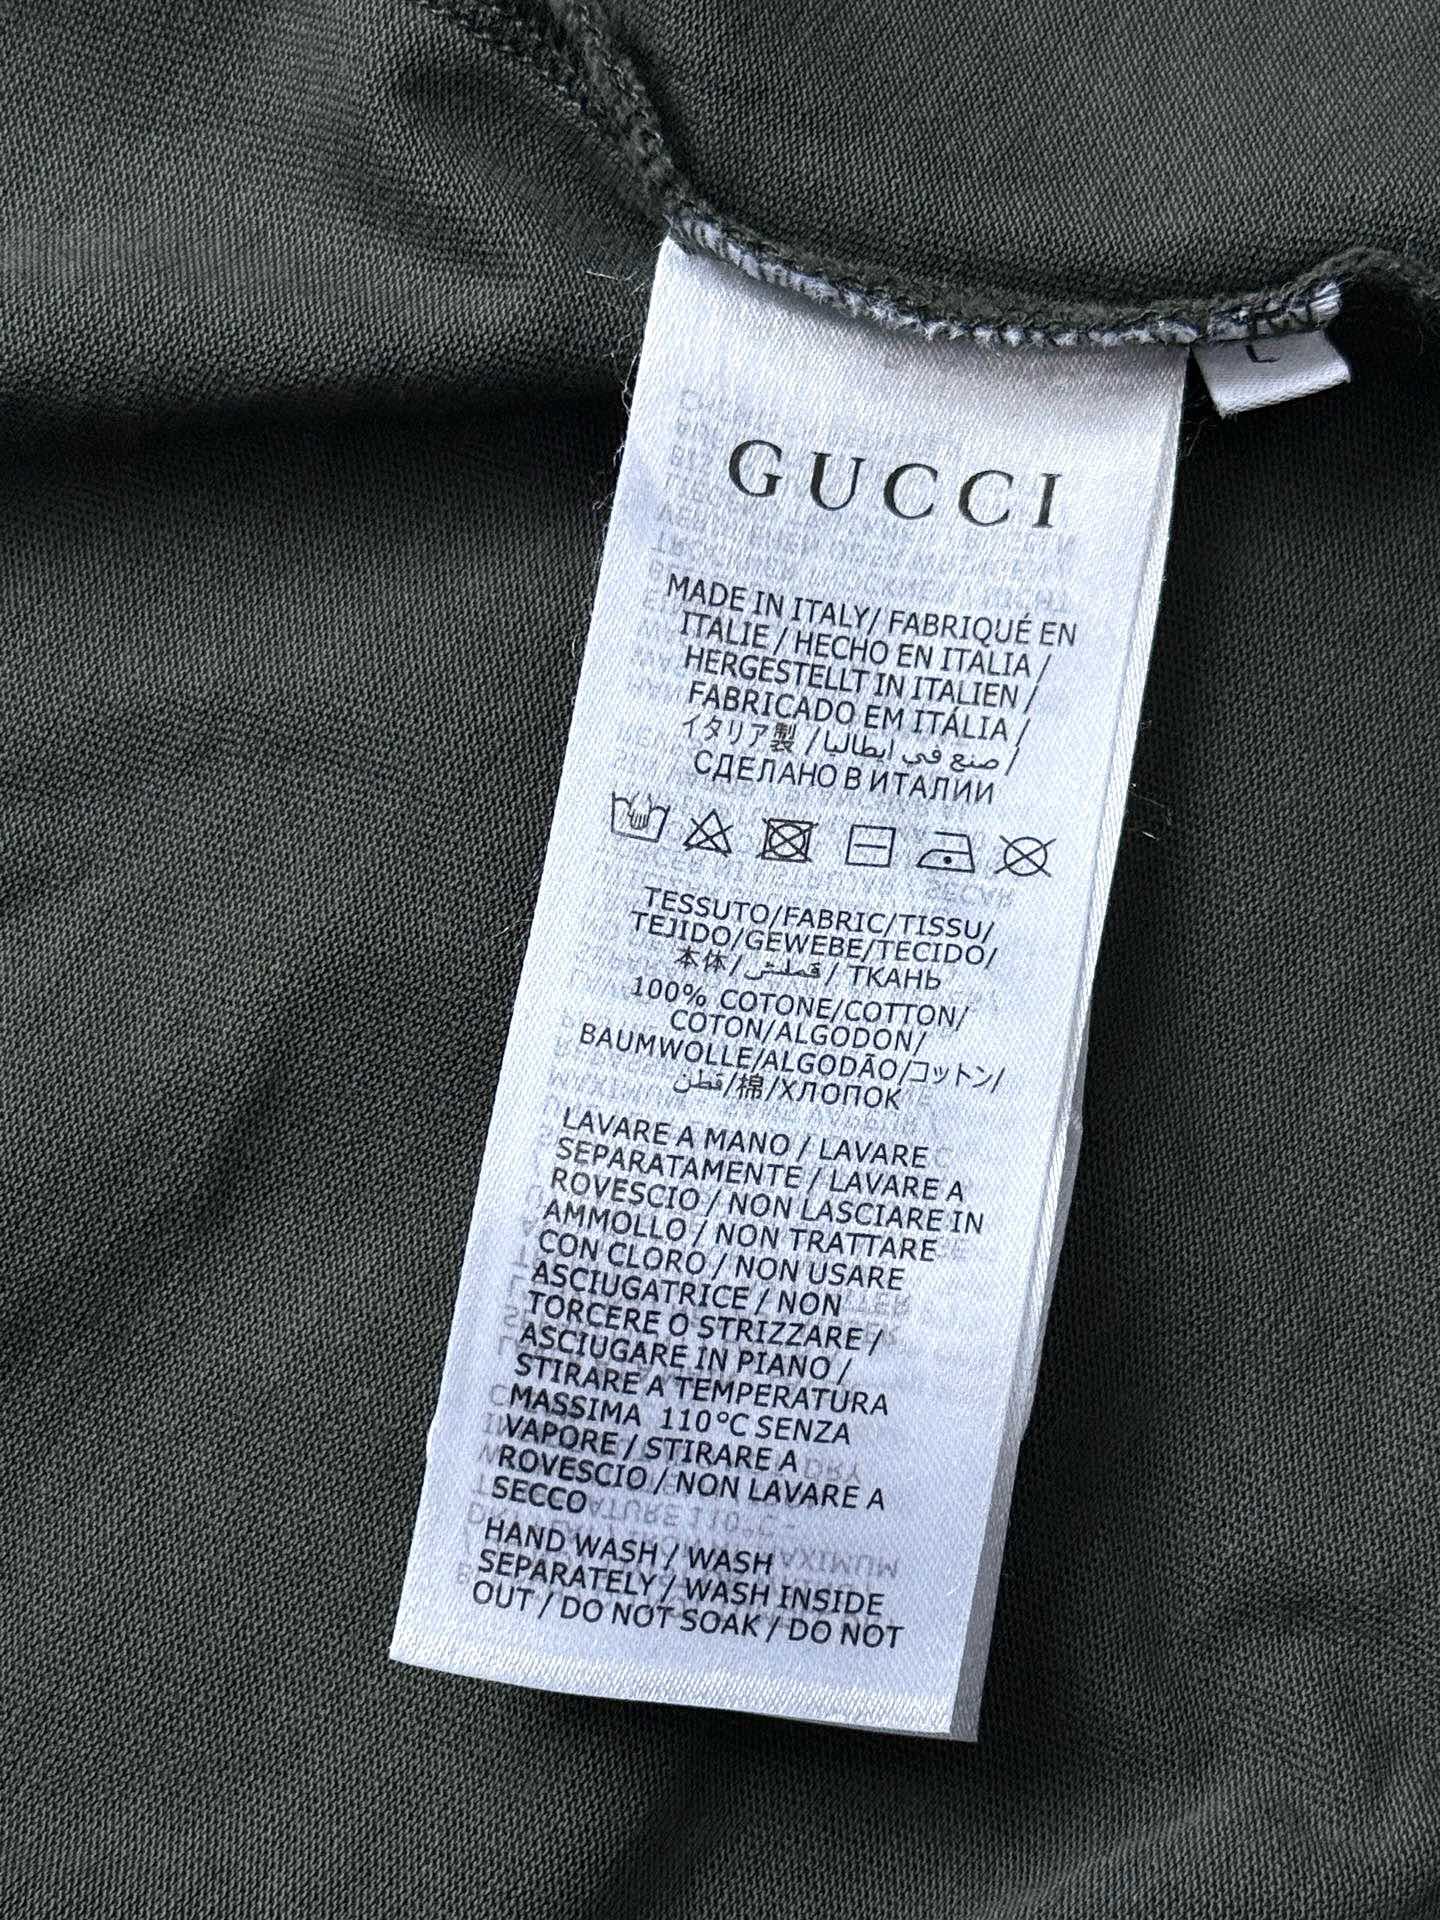 L
GUCCI
MADE IN ITALY/ FABRIQUÉ EN
ITALIE / HECHO EN ITALIA /
HERGESTELLT IN ITALIEN /
FABRICADO EM ITÁLIA /
イタリア製 /صنع في ايطاليا/
СДЕЛАНО В ИТАЛИИ
TESSUTO/FABRIC/TISSU/
TEJIDO/GEWEBE/TECIDO/
本体/قماش/ ТКАНЬ
100% COTONE/COTTON/
COTON/ALGODON/
BAUMWOLLE/ALGODÃO/コットン/
قطن/棉/ХЛОПОК
LAVARE A MANO / LAVARE
SEPARATAMENTE / LAVARE A
ROVESCIO / NON LASCIARE IN
AMMOLLO / NON TRATTARE
CON CLORO / NON USARE
ASCIUGATRICE / NON
TORCERE O STRIZZARE /
ASCIUGARE IN PIANO /
STIRARE A TEMPERATURA
MASSIMA 110°C SENZA
VAPORE / STIRARE A
ROVESCIO / NON LAVARE A
SECCO
HAND WASH / WASH
SEPARATELY / WASH INSIDE
OUT / DO NOT SOAK / DO NOT